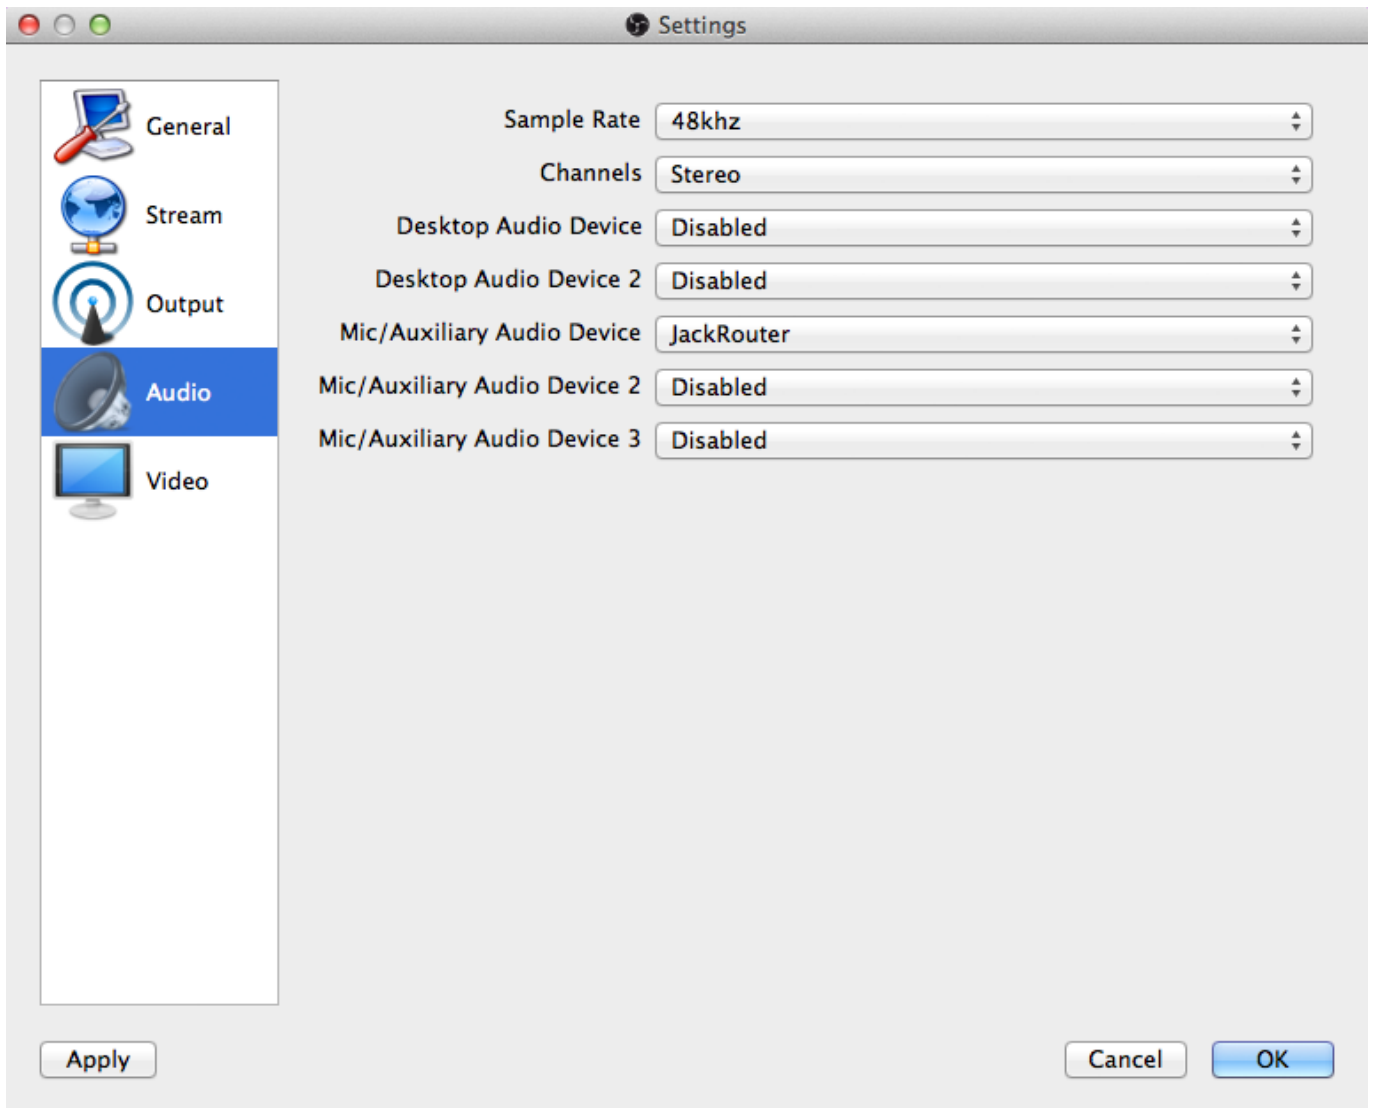 Settings
General
Stream
Output
Audio
Video
Sample Rate 48khz
Channels Stereo
Desktop Audio Device Disabled
Desktop Audio Device 2 Disabled
Mic/Auxiliary Audio Device JackRouter
Mic/Auxiliary Audio Device 2 Disabled
Mic/Auxiliary Audio Device 3 Disabled
Apply
Cancel
OK